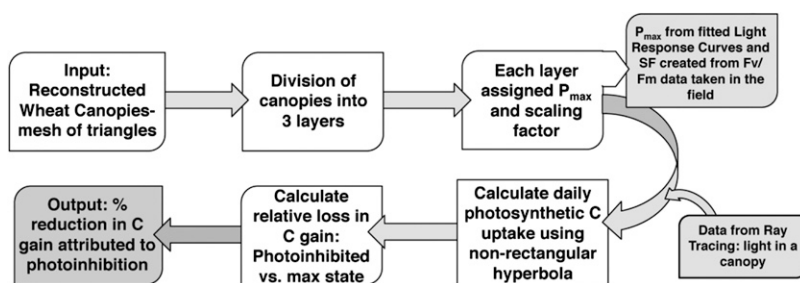 Input:
Reconstructed
Wheat Canopies-
mesh of triangles
Division of
canopies into
3 layers
Each layer
assigned Pmax
and scaling
factor
Pmax from fitted Light
Response Curves and
SF created from Fv/
Fm data taken in the
field
Output: %
reduction in C
gain attributed to
photoinhibition
Calculate
relative loss in
C gain:
Photoinhibited
vs. max state
Calculate daily
photosynthetic C
uptake using
non-rectangular
hyperbola
Data from Ray
Tracing: light in a
canopy